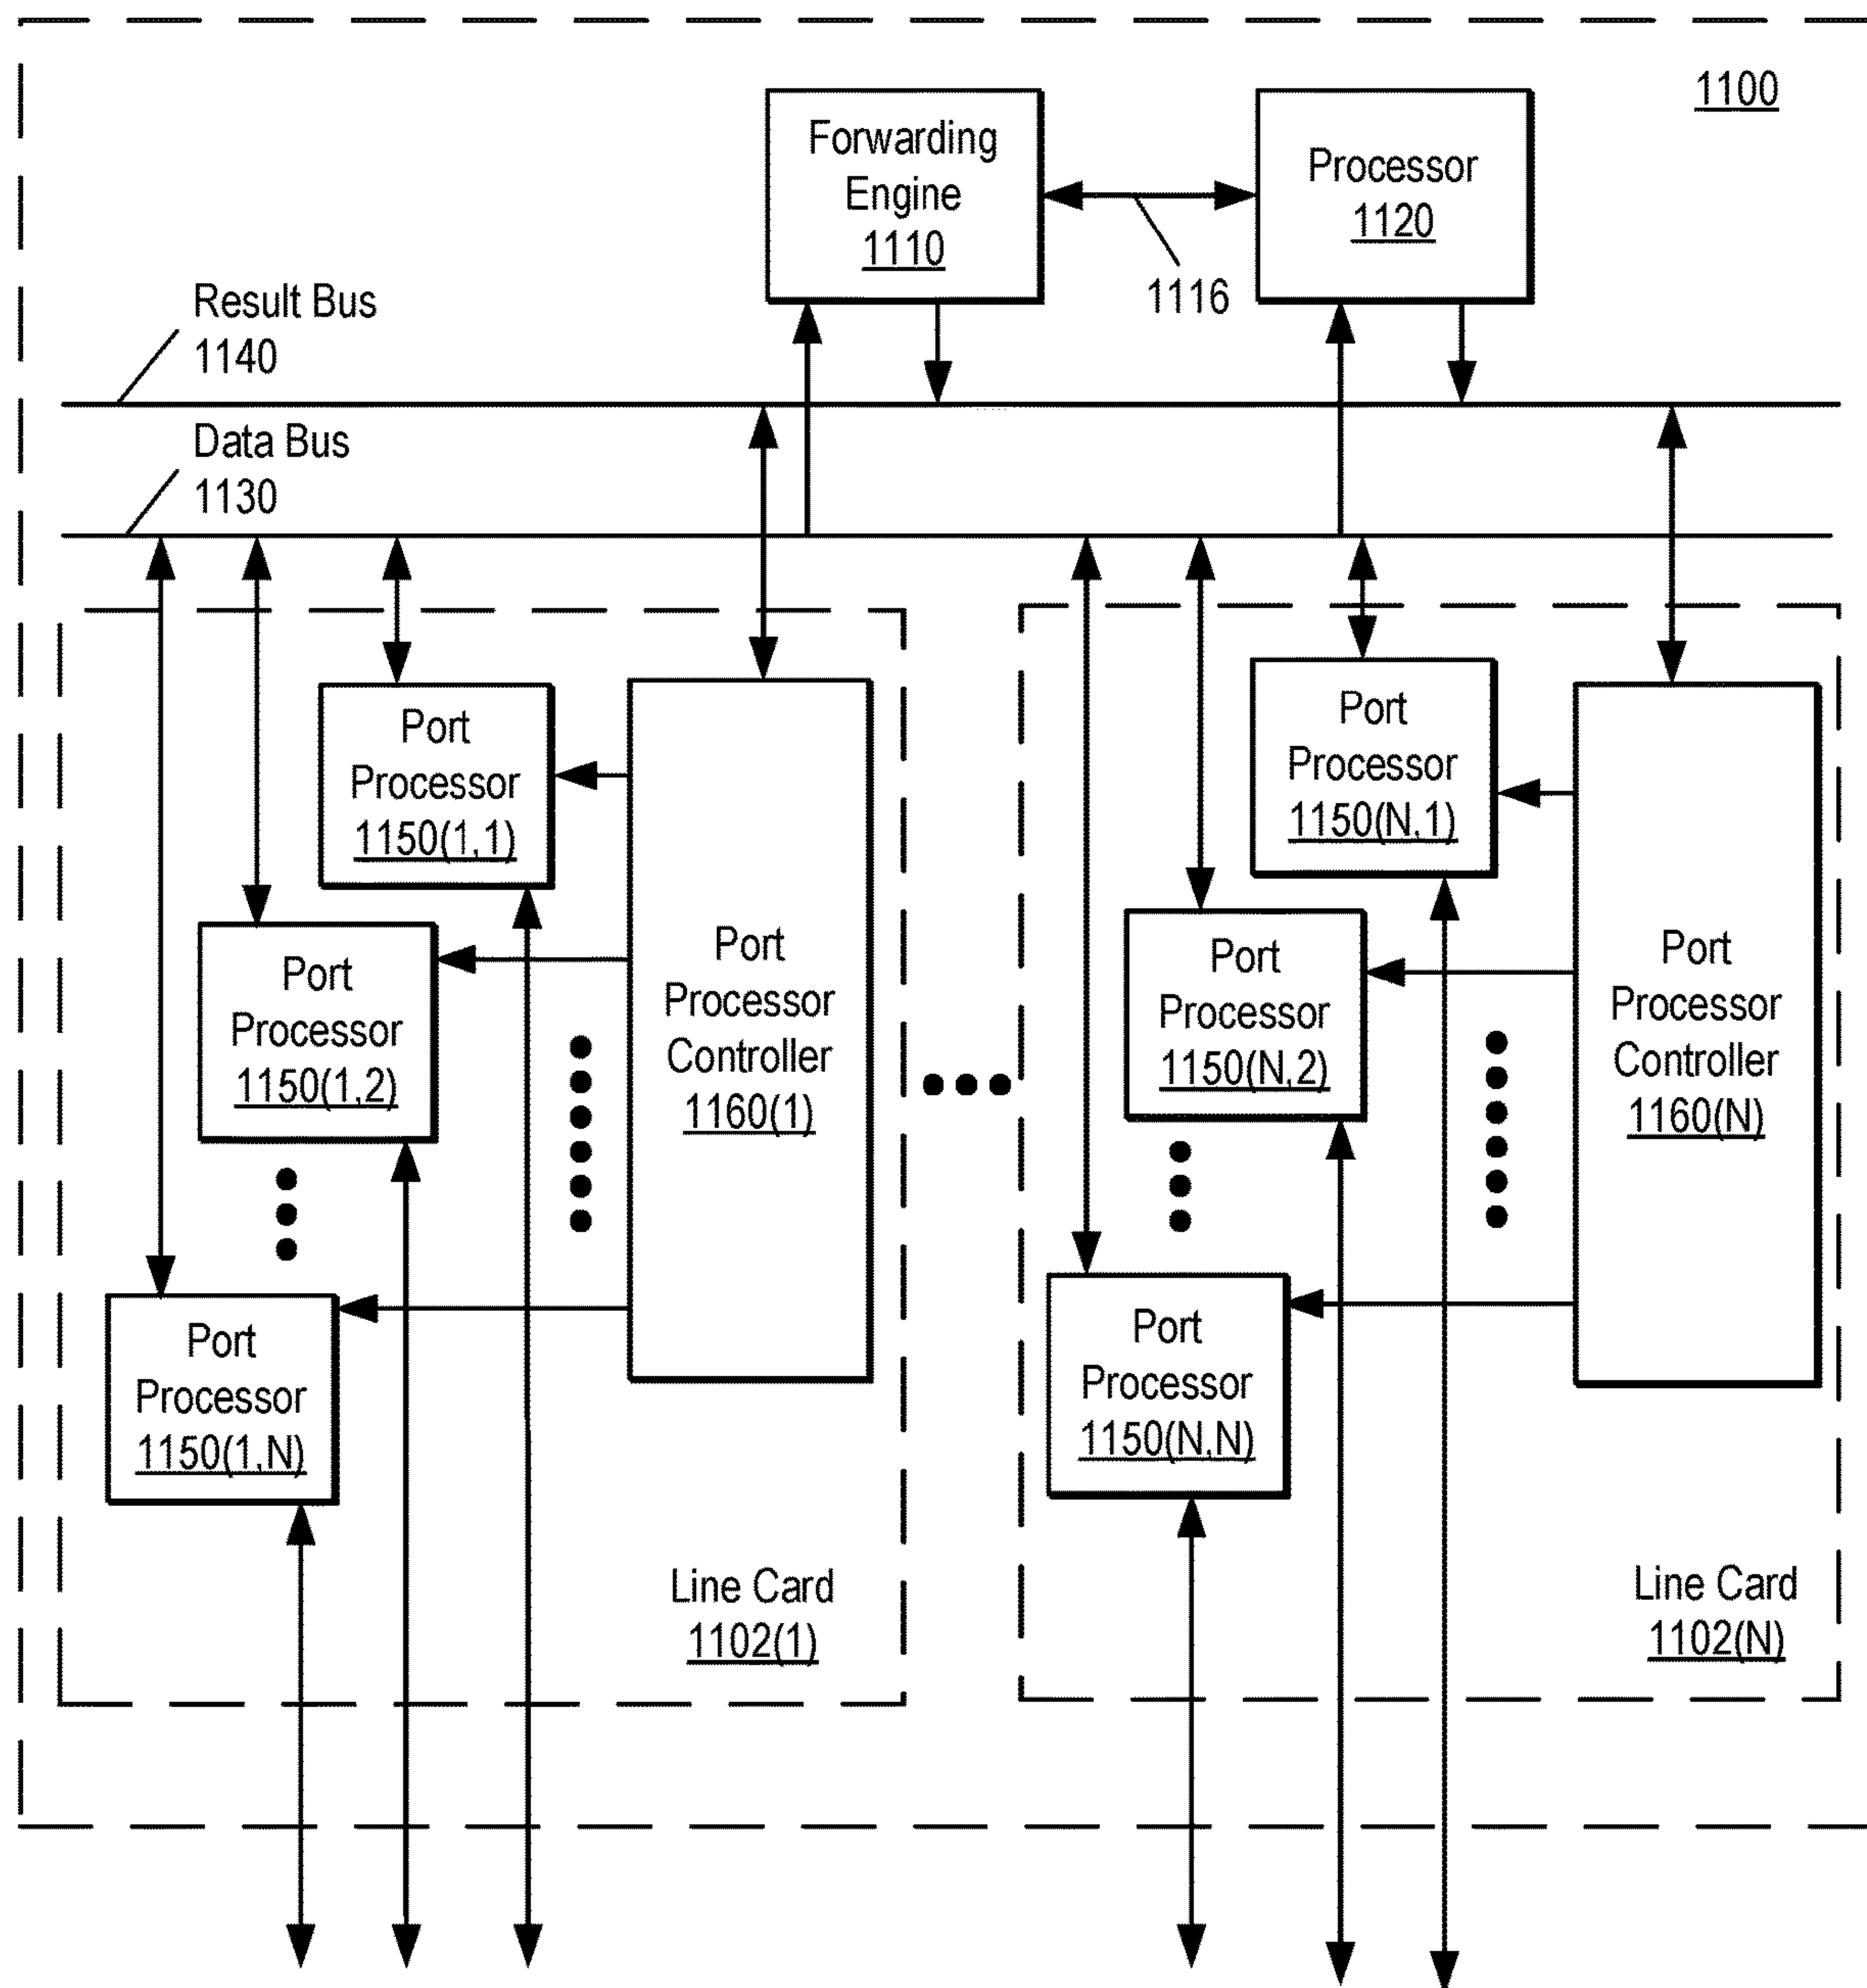 1100
Forwarding
Engine
1110
Processor
1120
1116
Result Bus
1140
Data Bus
1130
Port
Processor
1150(1,1)
Port
Processor
1150(1,2)
Port
Processor
1150(1,N)
Port
Processor
Controller
1160(1)
Line Card
1102(1)
Port
Processor
1150(N,1)
Port
Processor
1150(N,2)
Port
Processor
1150(N,N)
Port
Processor
Controller
1160(N)
Line Card
1102(N)